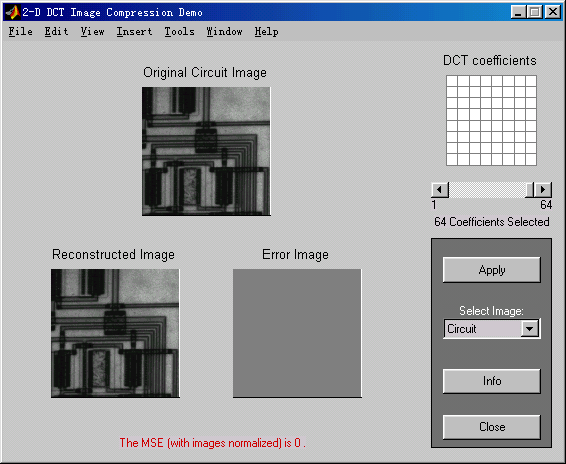 2-D DCT Image Compression Demo
File Edit View Insert Tools Window Help
Original Circuit Image
DCT coefficients
1 64
64 Coefficients Selected
Reconstructed Image
Error Image
Apply
Select Image:
Circuit
Info
Close
The MSE (with images normalized) is 0 .